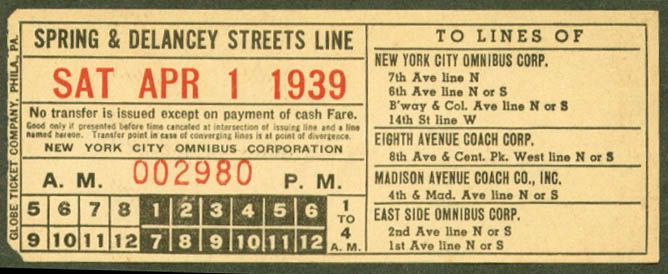 GLOBE TICKET COMPANY, PHILA., PA.
SPRING & DELANCEY STREETS LINE
SAT APR 1 1939
No transfer is issued except on payment of cash Fare.
Good only if presented before time canceled at intersection of issuing line and a line
named hereon. Transfer point in case of converging lines is at point of divergence.
NEW YORK CITY OMNIBUS CORPORATION
A. M. 002980 P. M.
5 6 7 8 1 2 3 4 5 6 1
TO
9 10 11 12 7 8 9 10 11 12 4
A. M.
TO LINES OF
NEW YORK CITY OMNIBUS CORP.
7th Ave line N
6th Ave line N or S
B'way & Col. Ave line N or S
14th St line W
EIGHTH AVENUE COACH CORP.
8th Ave & Cent. Pk. West line N or S
MADISON AVENUE COACH CO., INC.
4th & Mad. Ave line N or S
EAST SIDE OMNIBUS CORP.
2nd Ave line N or S
1st Ave line N or S